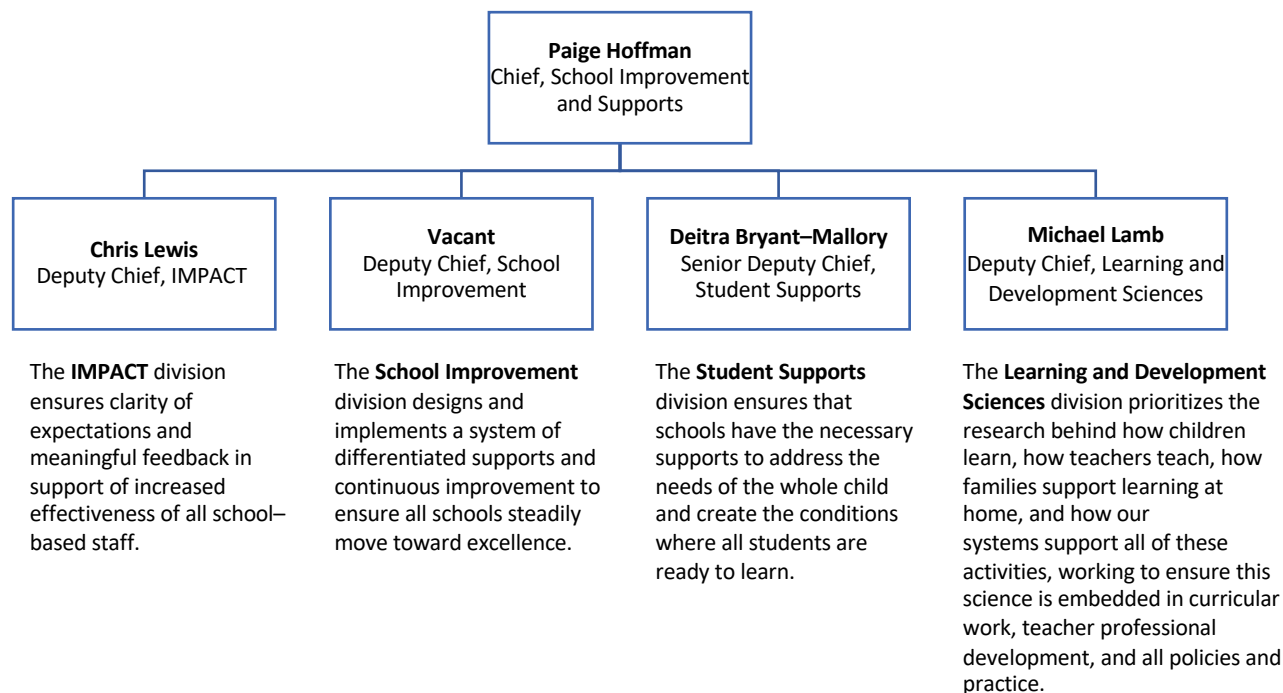 Paige Hoffman
Chief, School Improvement
and Supports
Chris Lewis
Deputy Chief, IMPACT
Vacant
Deputy Chief, School
Improvement
Deitra Bryant–Mallory
Senior Deputy Chief,
Student Supports
Michael Lamb
Deputy Chief, Learning and
Development Sciences
The IMPACT division
ensures clarity of
expectations and
meaningful feedback in
support of increased
effectiveness of all school–
based staff.
The School Improvement
division designs and
implements a system of
differentiated supports and
continuous improvement to
ensure all schools steadily
move toward excellence.
The Student Supports
division ensures that
schools have the necessary
supports to address the
needs of the whole child
and create the conditions
where all students are
ready to learn.
The Learning and Development
Sciences division prioritizes the
research behind how children
learn, how teachers teach, how
families support learning at
home, and how our
systems support all of these
activities, working to ensure this
science is embedded in curricular
work, teacher professional
development, and all policies and
practice.